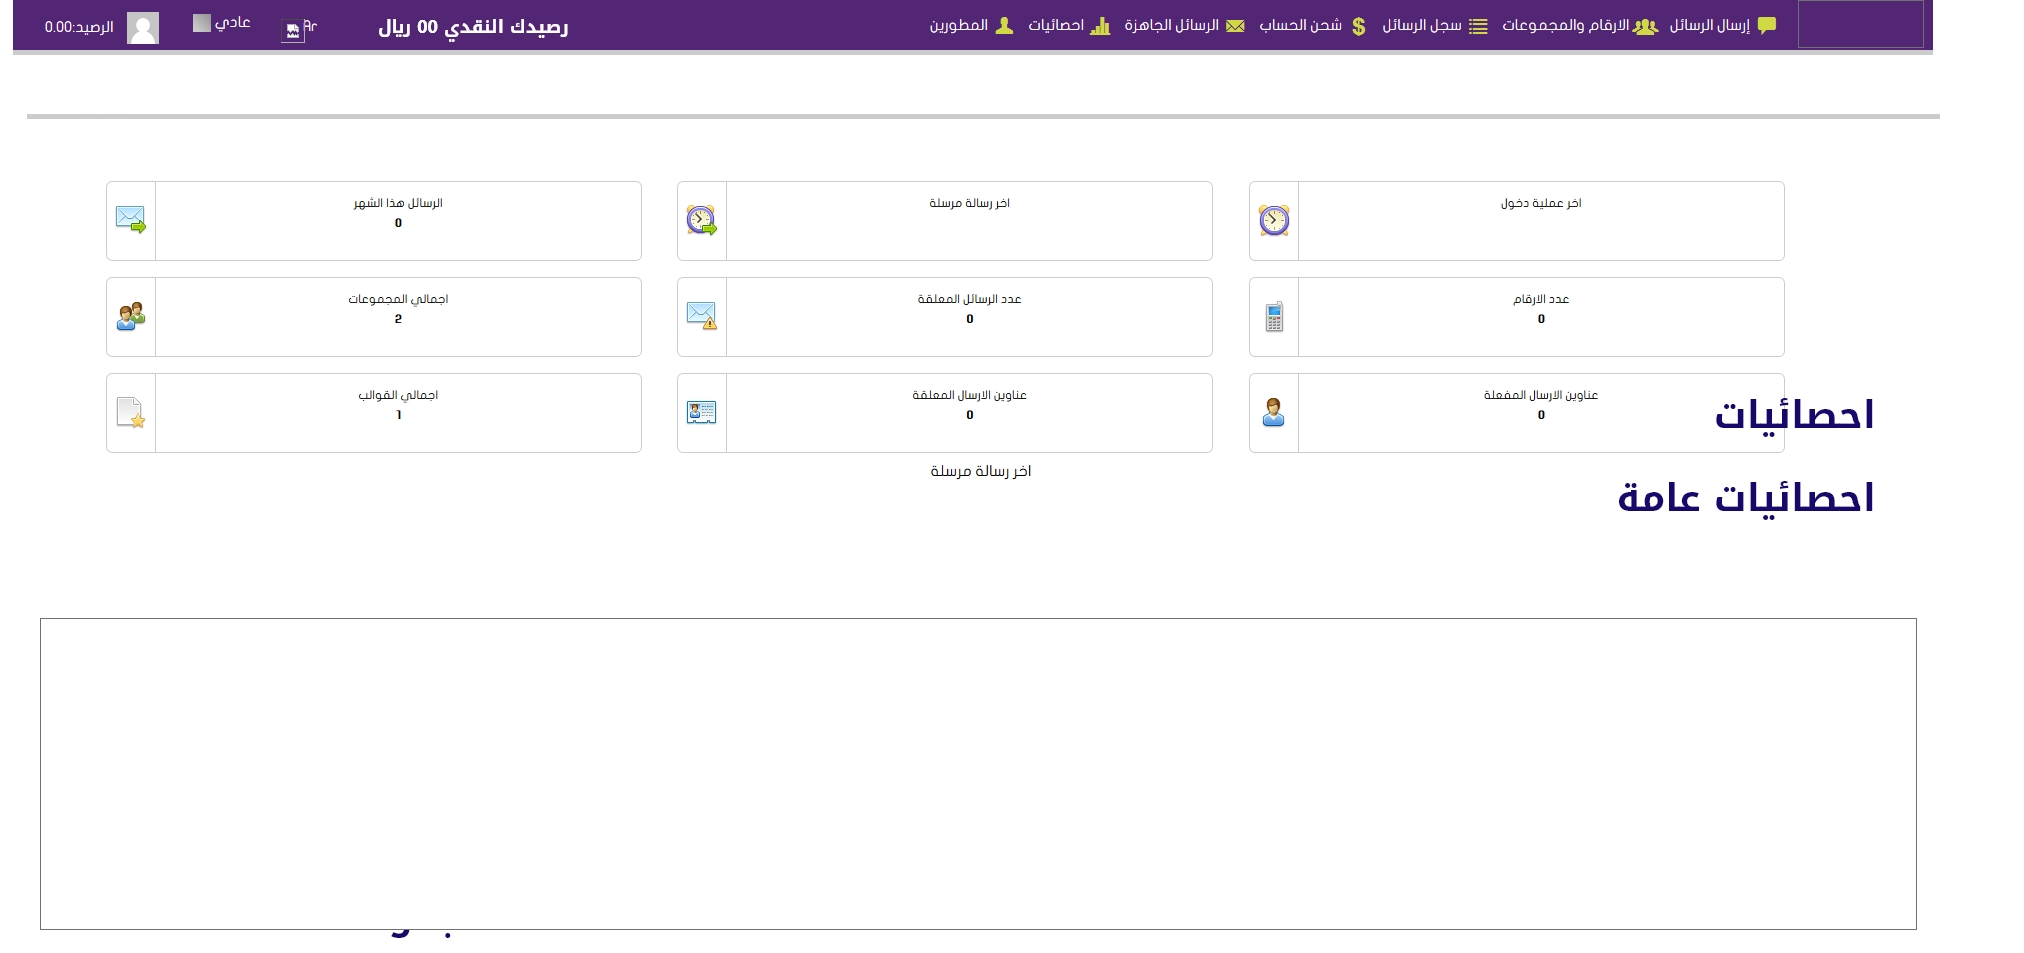 إرسال الرسائل
الارقام والمجموعات
سجل الرسائل
شحن الحساب
الرسائل الجاهزة
احصائيات
المطورين
رصيدك النقدي 00 ريال
Ar
عادي
الرصيد:0.00
اخر عملية دخول
اخر رسالة مرسلة
الرسائل هذا الشهر
0
عدد الارقام
0
عدد الرسائل المعلقة
0
اجمالي المجموعات
2
عناوين الارسال المفعلة
0
عناوين الارسال المعلقة
0
اجمالي القوالب
1
احصائيات
اخر رسالة مرسلة
احصائيات عامة